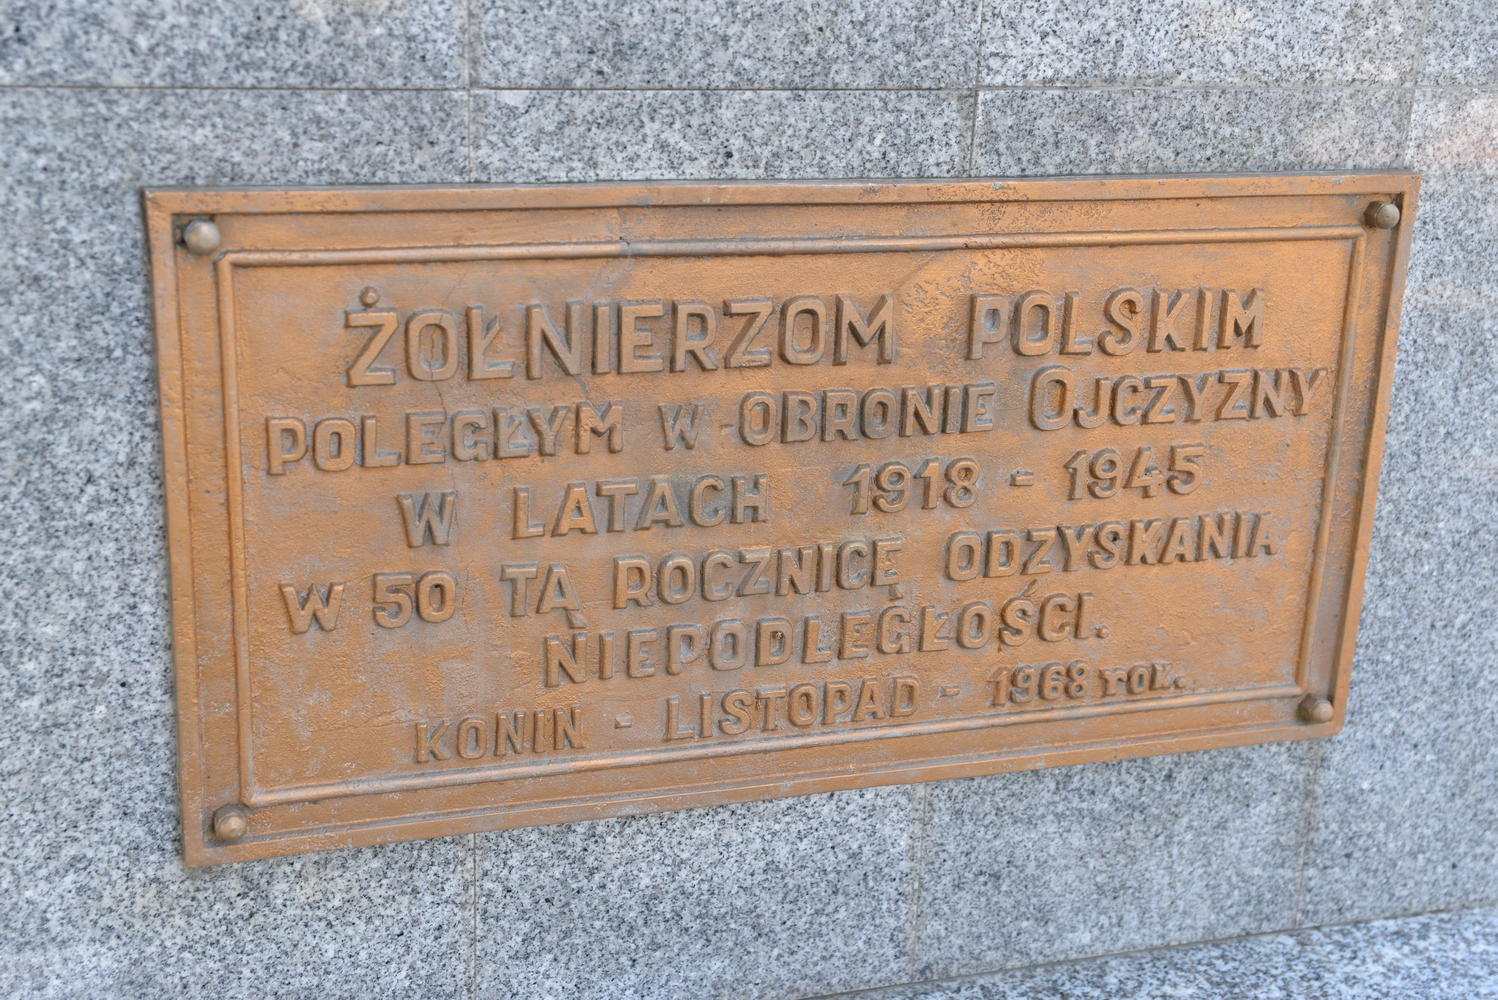 ŻOŁNIERZOM POLSKIM
POLEGŁYM W OBRONIE OJCZYZNY
W LATACH 1918 - 1945
W 50 TĄ ROCZNICĘ ODZYSKANIA
NIEPODLEGŁOŚCI.
KONIN - LISTOPAD - 1968 rok.